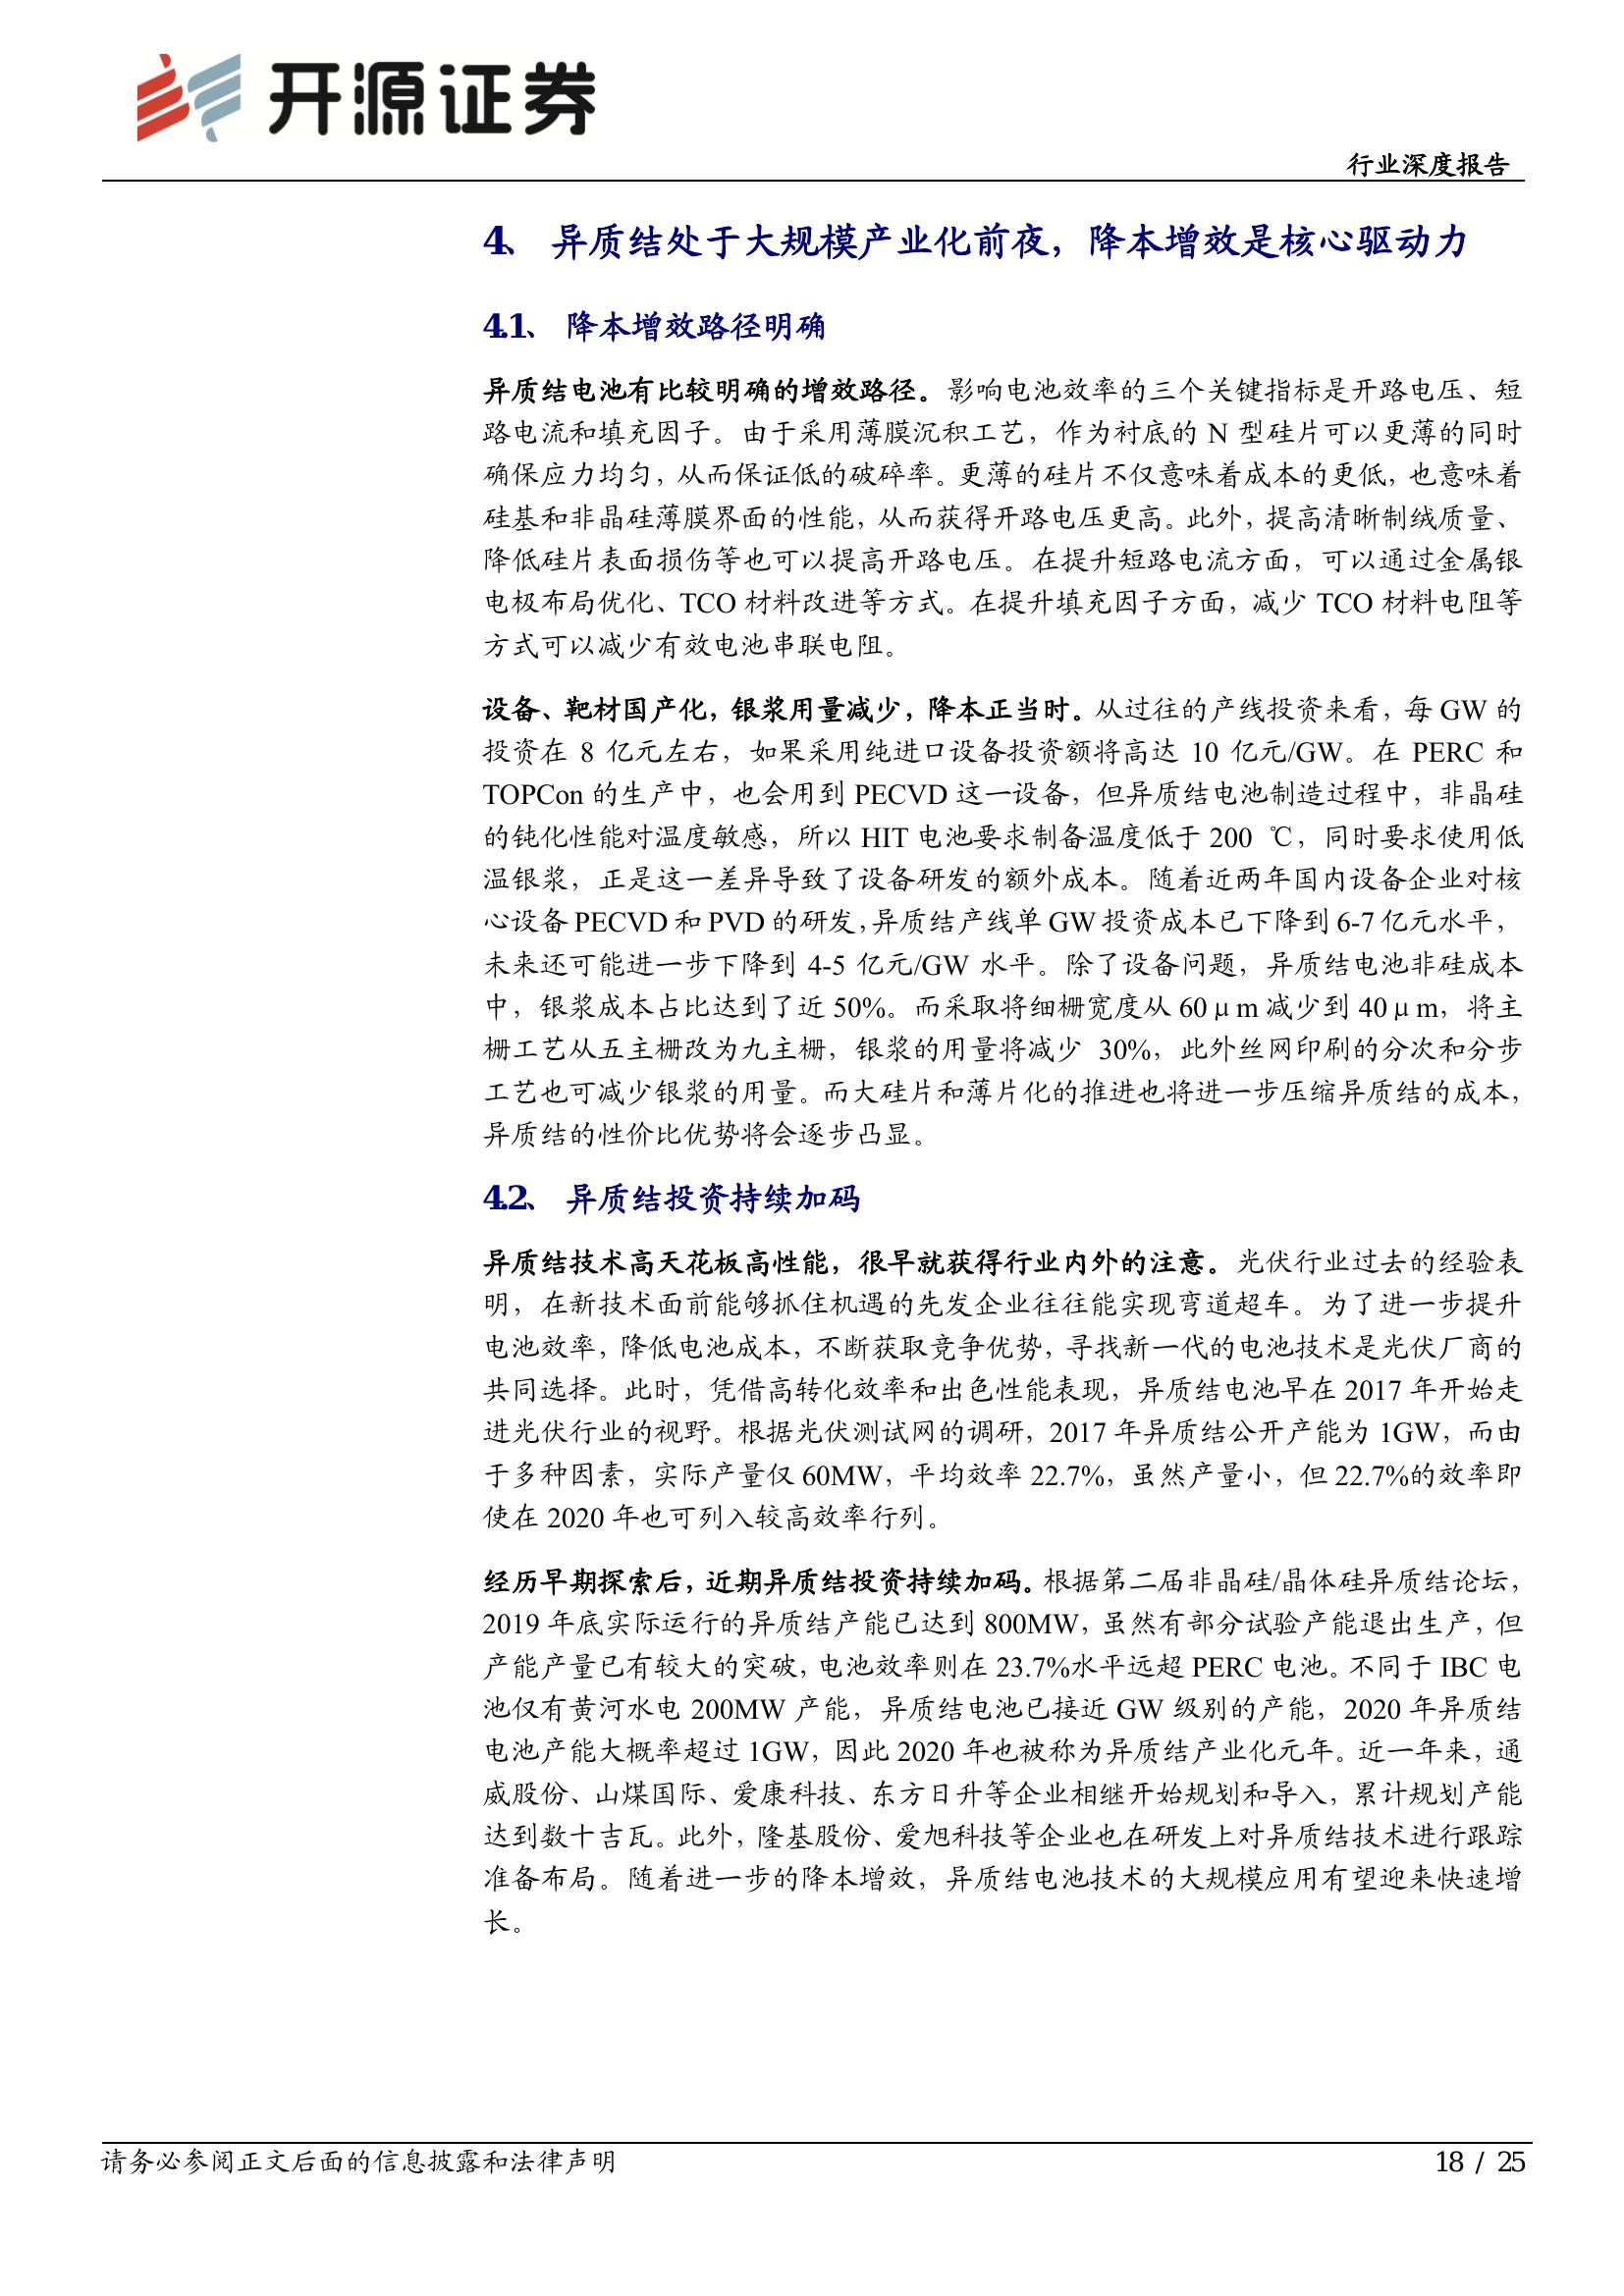 开源证券
行业深度报告
4、 异质结处于大规模产业化前夜，降本增效是核心驱动力
4.1、 降本增效路径明确
异质结电池有比较明确的增效路径。影响电池效率的三个关键指标是开路电压、短
路电流和填充因子。由于采用薄膜沉积工艺，作为衬底的 N 型硅片可以更薄的同时
确保应力均匀，从而保证低的破碎率。更薄的硅片不仅意味着成本的更低，也意味着
硅基和非晶硅薄膜界面的性能，从而获得开路电压更高。此外，提高清晰制绒质量、
降低硅片表面损伤等也可以提高开路电压。在提升短路电流方面，可以通过金属银
电极布局优化、TCO 材料改进等方式。在提升填充因子方面，减少 TCO 材料电阻等
方式可以减少有效电池串联电阻。
设备、靶材国产化，银浆用量减少，降本正当时。从过往的产线投资来看，每 GW 的
投资在 8 亿元左右，如果采用纯进口设备投资额将高达 10 亿元/GW。在 PERC 和
TOPCon 的生产中，也会用到 PECVD 这一设备，但异质结电池制造过程中，非晶硅
的钝化性能对温度敏感，所以 HIT 电池要求制备温度低于 200 ℃，同时要求使用低
温银浆，正是这一差异导致了设备研发的额外成本。随着近两年国内设备企业对核
心设备 PECVD 和 PVD 的研发，异质结产线单 GW 投资成本已下降到 6-7 亿元水平，
未来还可能进一步下降到 4-5 亿元/GW 水平。除了设备问题，异质结电池非硅成本
中，银浆成本占比达到了近 50%。而采取将细栅宽度从 60μm 减少到 40μm，将主
栅工艺从五主栅改为九主栅，银浆的用量将减少 30%，此外丝网印刷的分次和分步
工艺也可减少银浆的用量。而大硅片和薄片化的推进也将进一步压缩异质结的成本，
异质结的性价比优势将会逐步凸显。
4.2、 异质结投资持续加码
异质结技术高天花板高性能，很早就获得行业内外的注意。光伏行业过去的经验表
明，在新技术面前能够抓住机遇的先发企业往往能实现弯道超车。为了进一步提升
电池效率，降低电池成本，不断获取竞争优势，寻找新一代的电池技术是光伏厂商的
共同选择。此时，凭借高转化效率和出色性能表现，异质结电池早在 2017 年开始走
进光伏行业的视野。根据光伏测试网的调研，2017 年异质结公开产能为 1GW，而由
于多种因素，实际产量仅 60MW，平均效率 22.7%，虽然产量小，但 22.7%的效率即
使在 2020 年也可列入较高效率行列。
经历早期探索后，近期异质结投资持续加码。根据第二届非晶硅/晶体硅异质结论坛，
2019 年底实际运行的异质结产能已达到 800MW，虽然有部分试验产能退出生产，但
产能产量已有较大的突破，电池效率则在 23.7%水平远超 PERC 电池。不同于 IBC 电
池仅有黄河水电 200MW 产能，异质结电池已接近 GW 级别的产能，2020 年异质结
电池产能大概率超过 1GW，因此 2020 年也被称为异质结产业化元年。近一年来，通
威股份、山煤国际、爱康科技、东方日升等企业相继开始规划和导入，累计规划产能
达到数十吉瓦。此外，隆基股份、爱旭科技等企业也在研发上对异质结技术进行跟踪
准备布局。随着进一步的降本增效，异质结电池技术的大规模应用有望迎来快速增
长。
请务必参阅正文后面的信息披露和法律声明
18 / 25